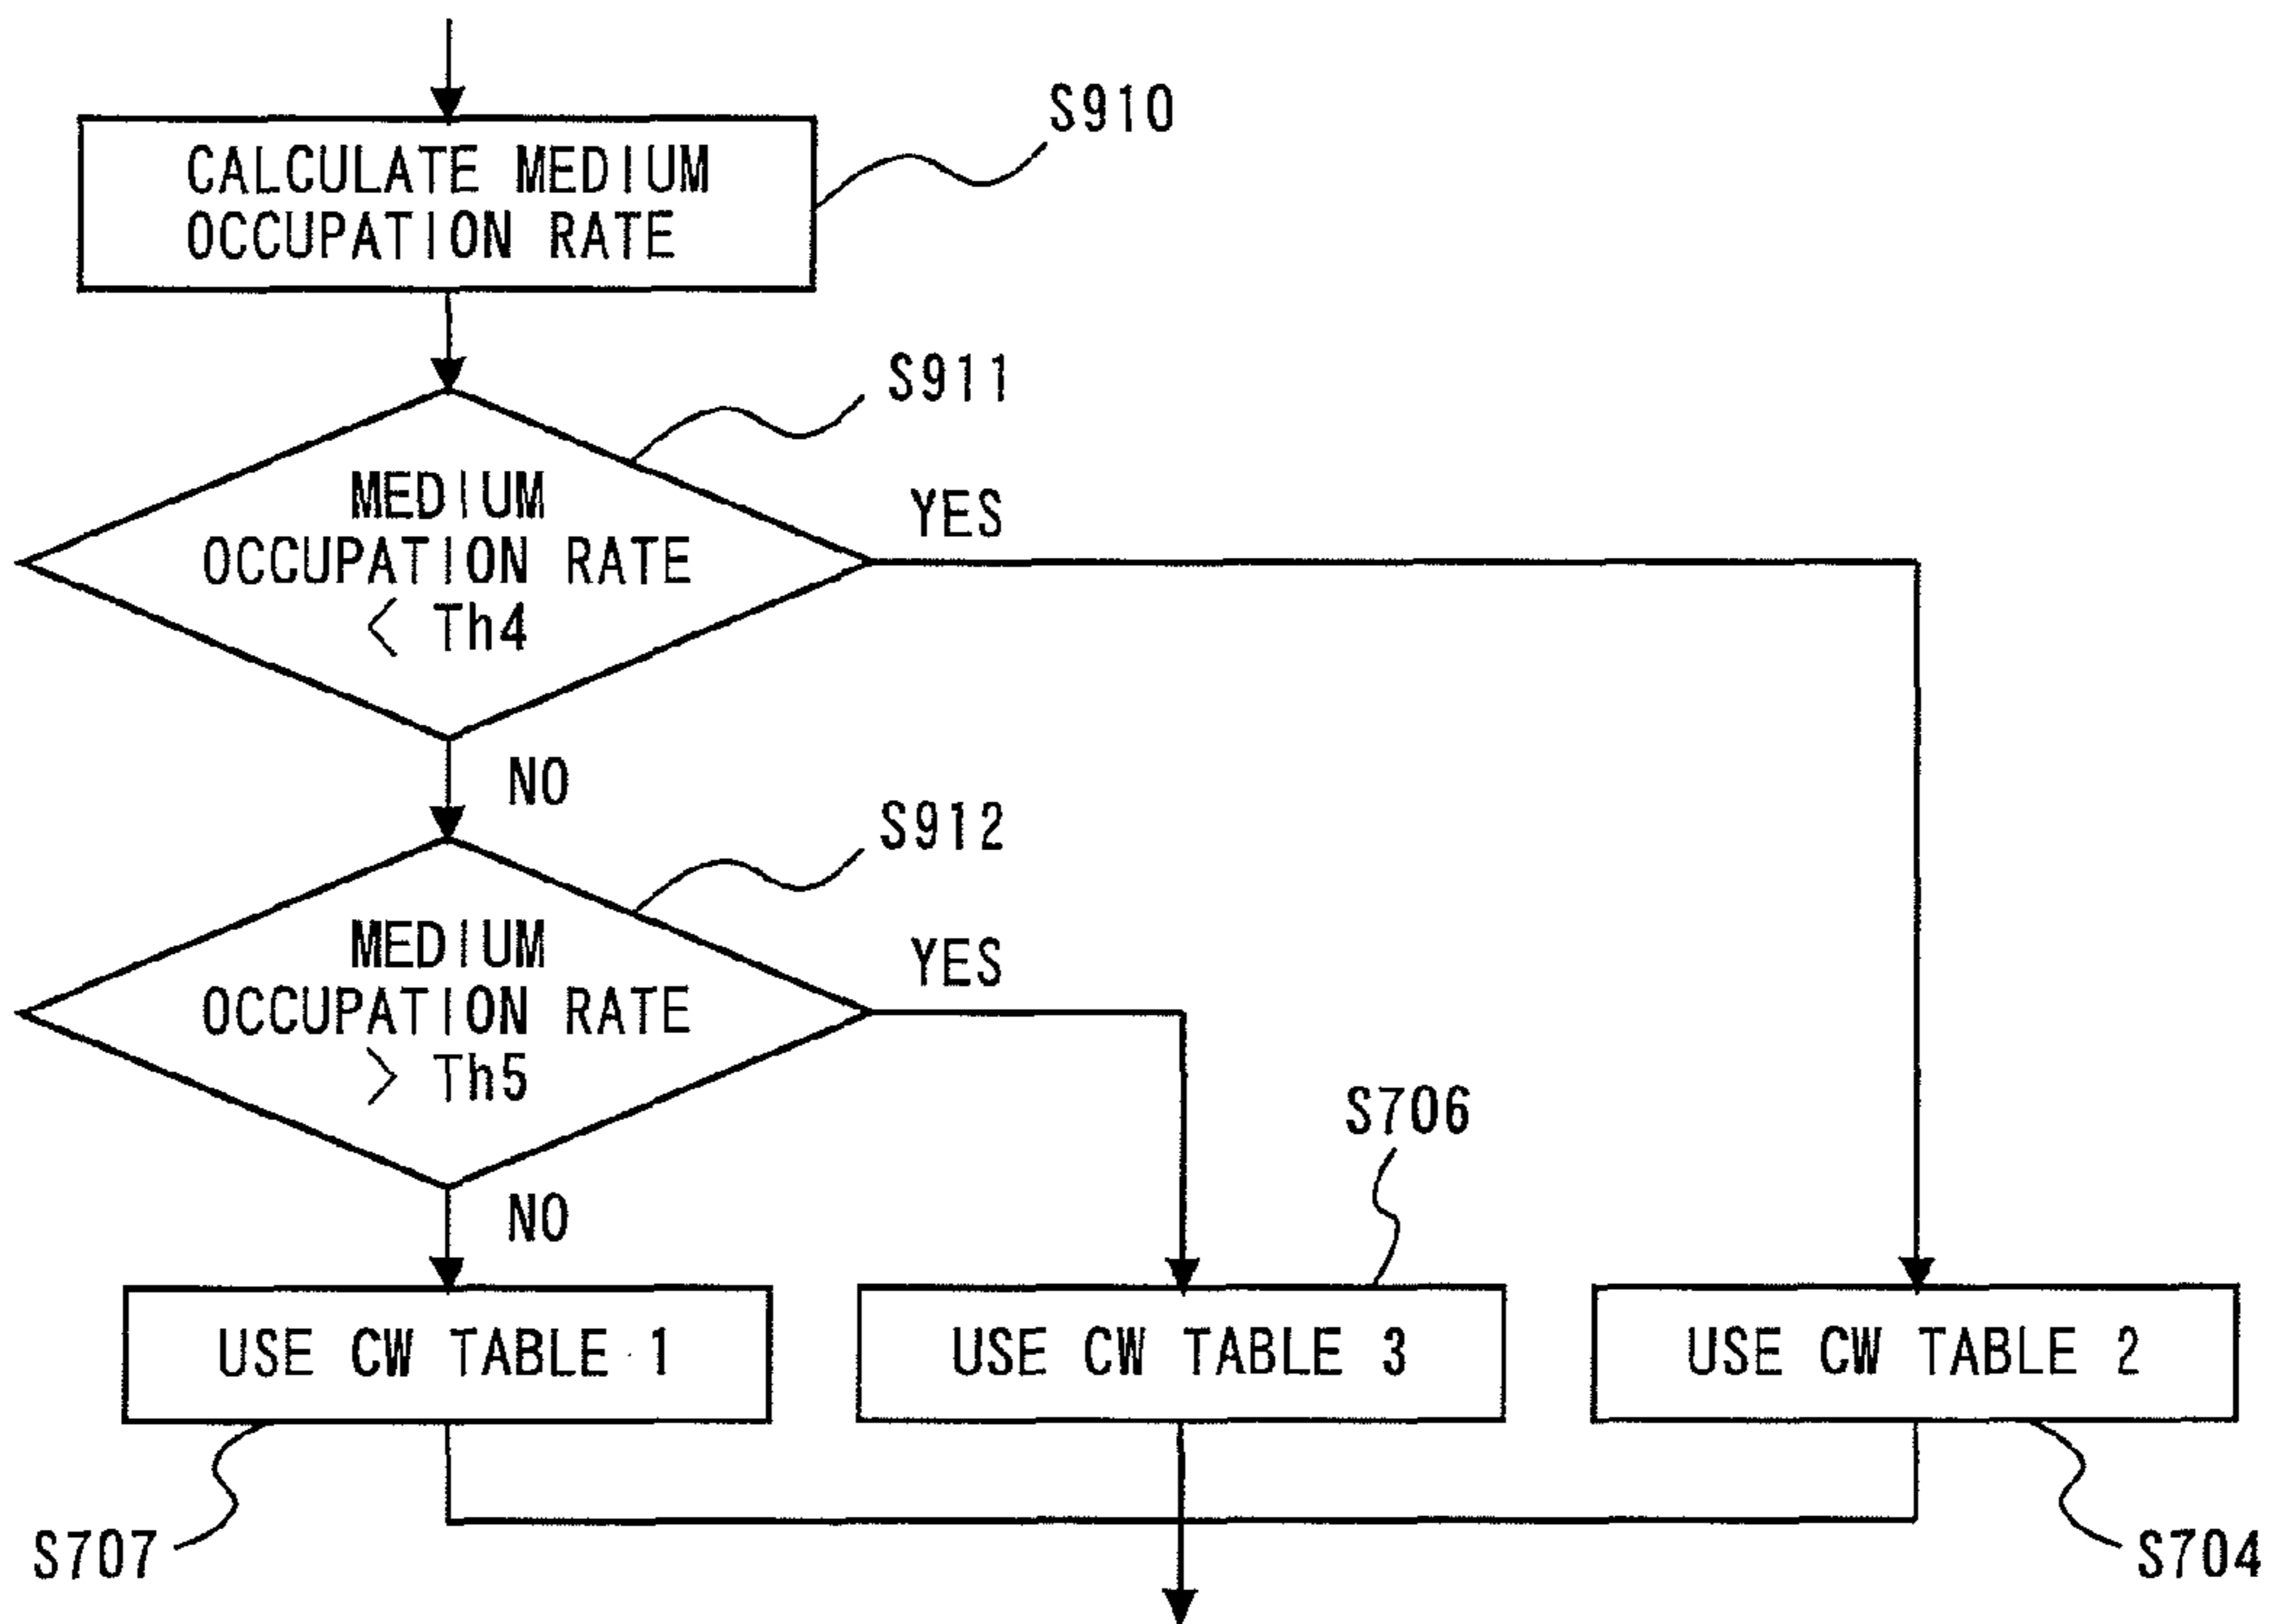 S910
CALCULATE MEDIUM
OCCUPATION RATE
S911
MEDIUM
OCCUPATION RATE
< Th4
YES
NO
S912
MEDIUM
OCCUPATION RATE
> Th5
YES
NO
S706
USE CW TABLE 1
USE CW TABLE 3
USE CW TABLE 2
S707
S704